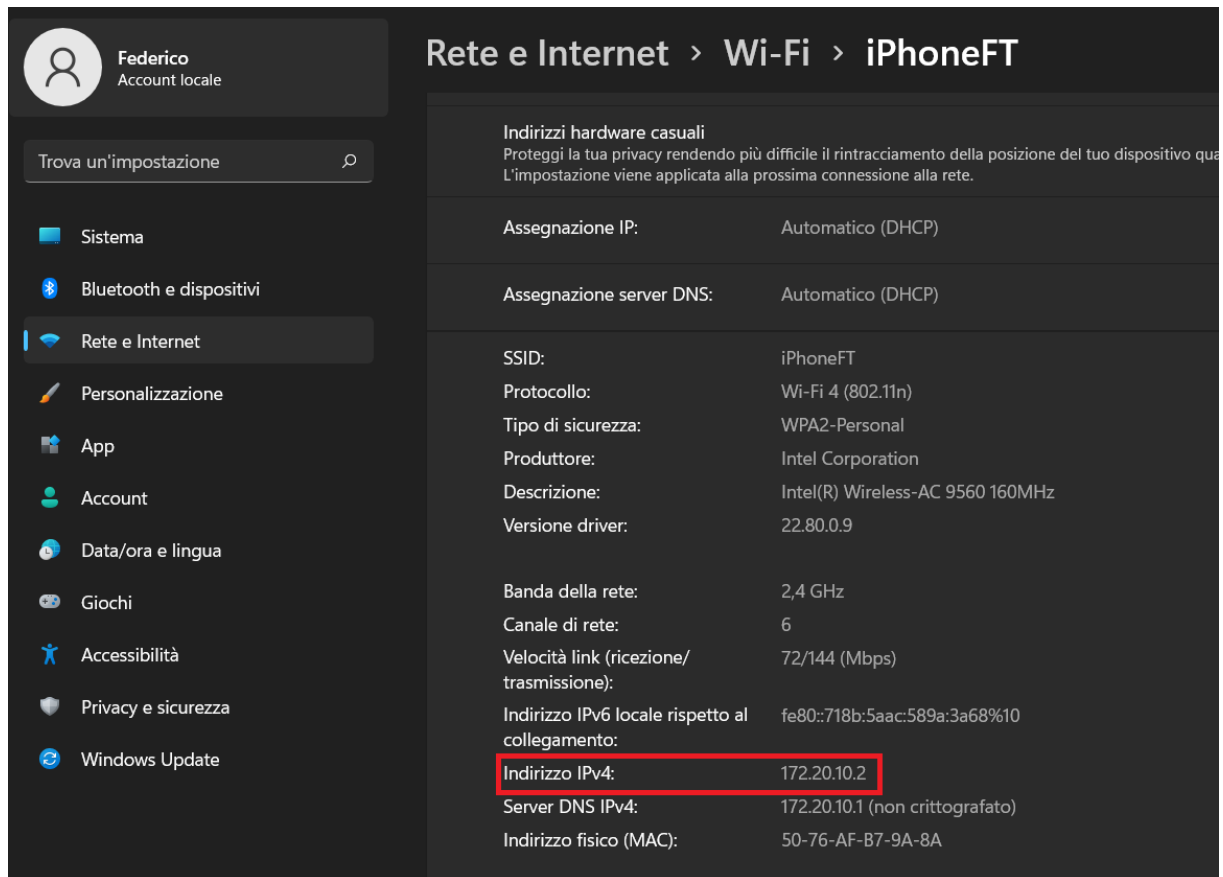 Federico
Account locale
Trova un'impostazione
Sistema
Bluetooth e dispositivi
Rete e Internet
Personalizzazione
App
Account
Data/ora e lingua
Giochi
Accessibilità
Privacy e sicurezza
Windows Update
Rete e Internet > Wi-Fi > iPhoneFT
Indirizzi hardware casuali
Proteggi la tua privacy rendendo più difficile il rintracciamento della posizione del tuo dispositivo qua
L'impostazione viene applicata alla prossima connessione alla rete.
Assegnazione IP: Automatico (DHCP)
Assegnazione server DNS: Automatico (DHCP)
SSID: iPhoneFT
Protocollo: Wi-Fi 4 (802.11n)
Tipo di sicurezza: WPA2-Personal
Produttore: Intel Corporation
Descrizione: Intel(R) Wireless-AC 9560 160MHz
Versione driver: 22.80.0.9
Banda della rete: 2,4 GHz
Canale di rete: 6
Velocità link (ricezione/ 72/144 (Mbps)
trasmissione):
Indirizzo IPv6 locale rispetto al fe80::718b:5aac:589a:3a68%10
collegamento:
Indirizzo IPv4: 172.20.10.2
Server DNS IPv4: 172.20.10.1 (non crittografato)
Indirizzo fisico (MAC): 50-76-AF-B7-9A-8A